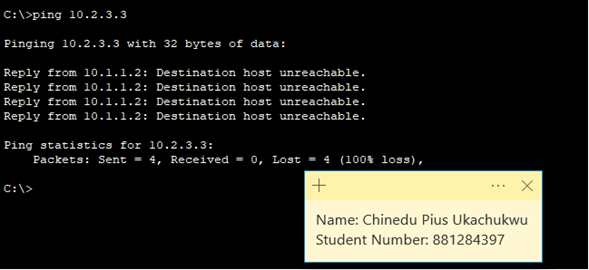 C:\>ping 10.2.3.3
Pinging 10.2.3.3 with 32 bytes of data:
Reply from 10.1.1.2: Destination host unreachable.
Reply from 10.1.1.2: Destination host unreachable.
Reply from 10.1.1.2: Destination host unreachable.
Reply from 10.1.1.2: Destination host unreachable.
Ping statistics for 10.2.3.3:
    Packets: Sent = 4, Received = 0, Lost = 4 (100% loss),
C:\>
Name: Chinedu Pius Ukachukwu
Student Number: 881284397